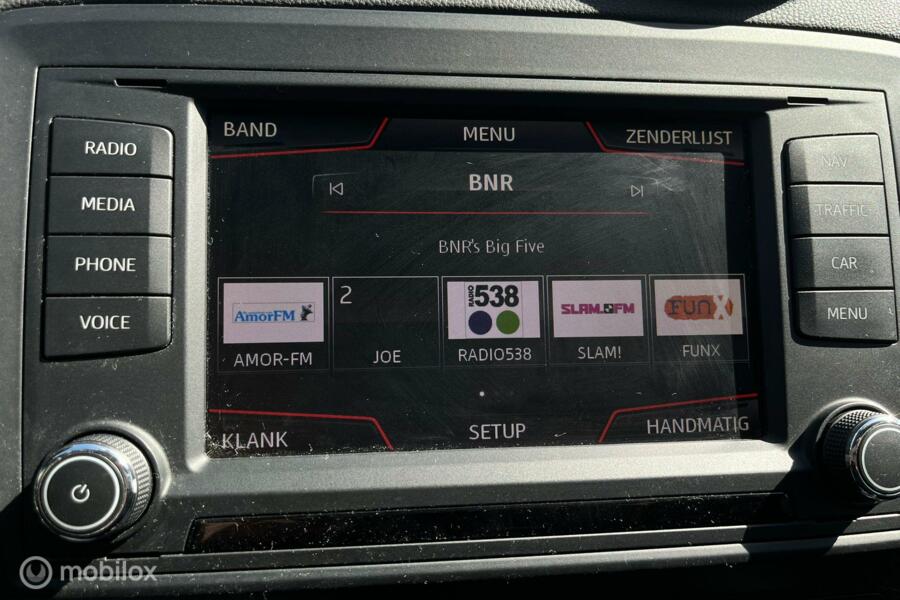 BAND MENU ZENDERLIJST
RADIO
MEDIA
PHONE
VOICE
BNR
BNR's Big Five
AmorFM
2
RADIO 538
SLAM.FM
FUNX
AMOR-FM
JOE
RADIO538
SLAM!
FUNX
KLANK
SETUP
HANDMATIG
NAV
TRAFFIC
CAR
MENU
mobilox